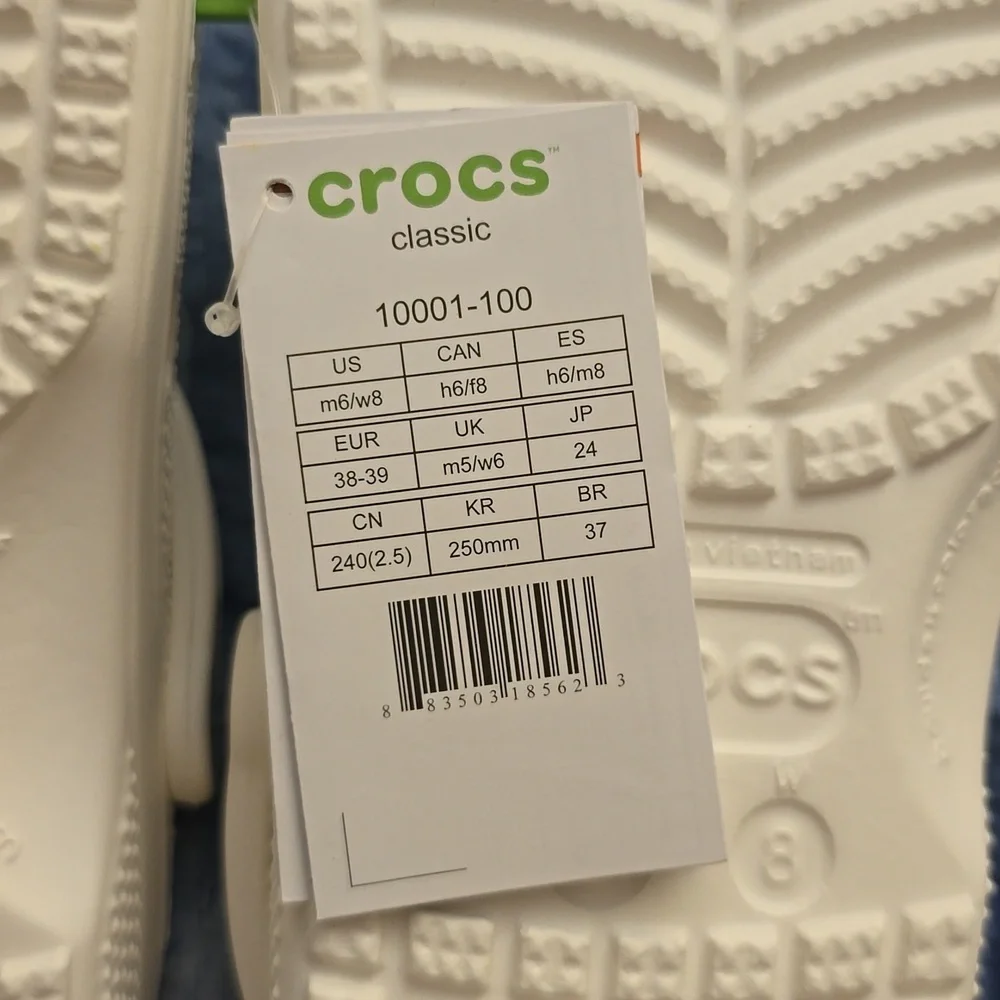 crocs™
classic
10001-100
US CAN ES
m6/w8 h6/f8 h6/m8
EUR UK JP
38-39 m5/w6 24
CN KR BR
240(2.5) 250mm 37
8 83503 18562 3
vietnam
ocs
W
8